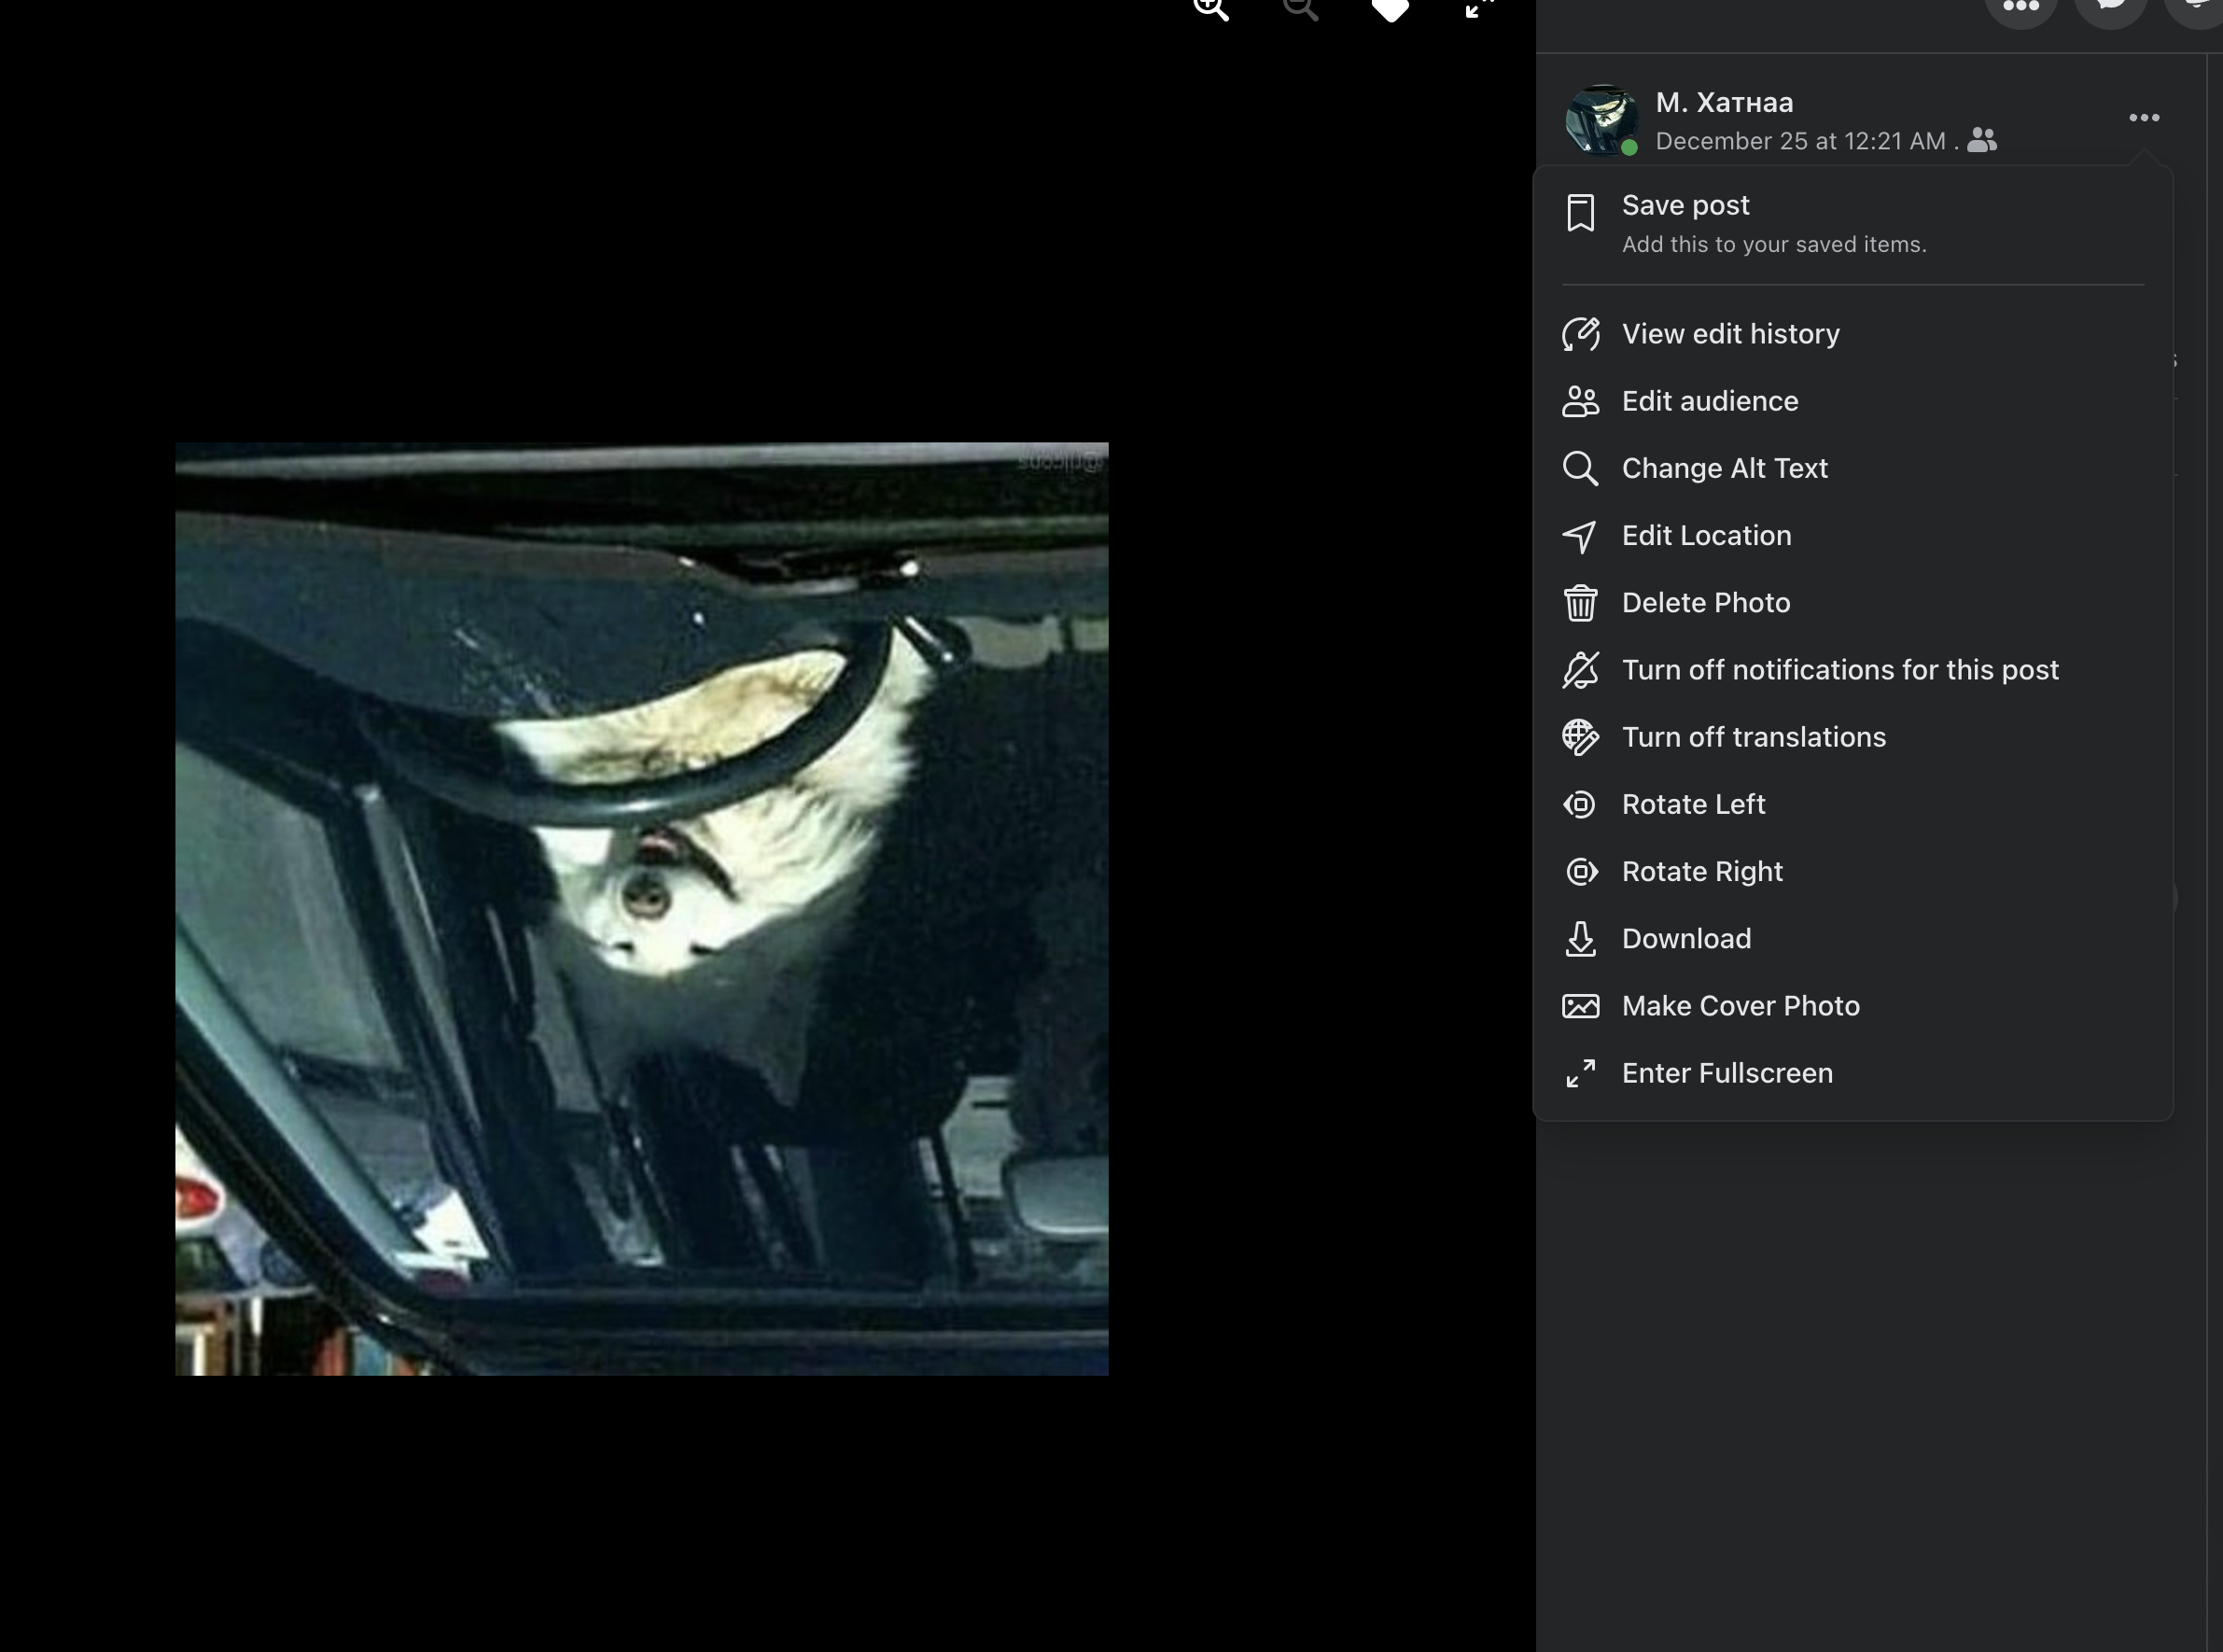 М. Хатнаа
December 25 at 12:21 AM .
Save post
Add this to your saved items.
View edit history
Edit audience
Change Alt Text
Edit Location
Delete Photo
Turn off notifications for this post
Turn off translations
Rotate Left
Rotate Right
Download
Make Cover Photo
Enter Fullscreen